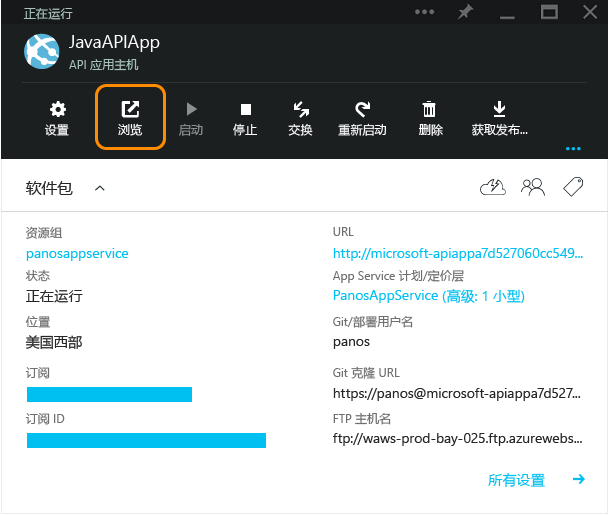 正在运行
JavaAPIApp
API 应用主机
设置 浏览 启动 停止 交换 重新启动 删除 获取发布...
软件包
资源组
panosappservice
状态
正在运行
位置
美国西部
订阅
订阅 ID
URL
http://microsoft-apiappa7d527060cc549...
App Service 计划/定价层
PanosAppService (高级: 1 小型)
Git/部署用户名
panos
Git 克隆 URL
https://panos@microsoft-apiappa7d527...
FTP 主机名
ftp://waws-prod-bay-025.ftp.azurewebs...
所有设置